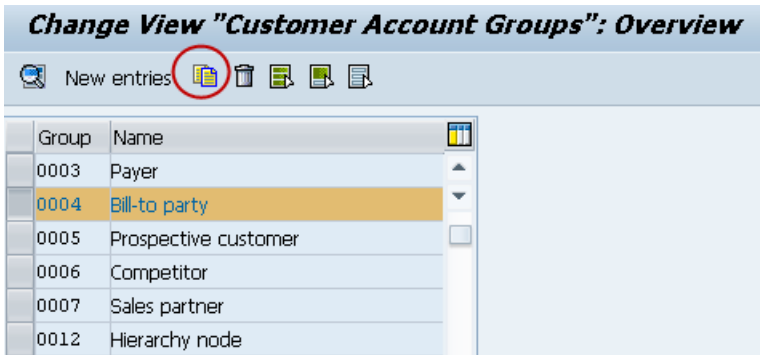 Change View "Customer Account Groups": Overview
New entries
Group Name
0003 Payer
0004 Bill-to party
0005 Prospective customer
0006 Competitor
0007 Sales partner
0012 Hierarchy node